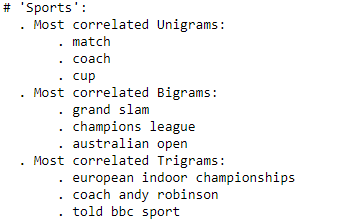 # 'Sports':
. Most correlated Unigrams:
. match
. coach
. cup
. Most correlated Bigrams:
. grand slam
. champions league
. australian open
. Most correlated Trigrams:
. european indoor championships
. coach andy robinson
. told bbc sport